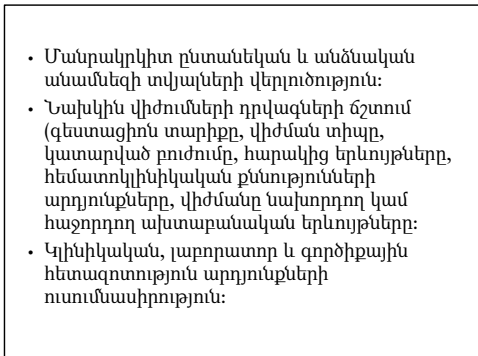 • Մանրակրկիտ ընտանեկան և անձնական
անամնեզի տվյալների վերլուծություն:
• Նախկին վիժումների դրվագների ճշտում
(գեստացիոն տարիքը, վիժման տիպը,
կատարված բուժումը, հարակից երևույթները,
հեմատոկլինիկական քննությունների
արդյունքները, վիժմանը նախորդող կամ
հաջորդող ախտաբանական երևույթները:
• Կլինիկական, լաբորատոր և գործիքային
հետազոտություն արդյունքների
ուսումնասիրություն: